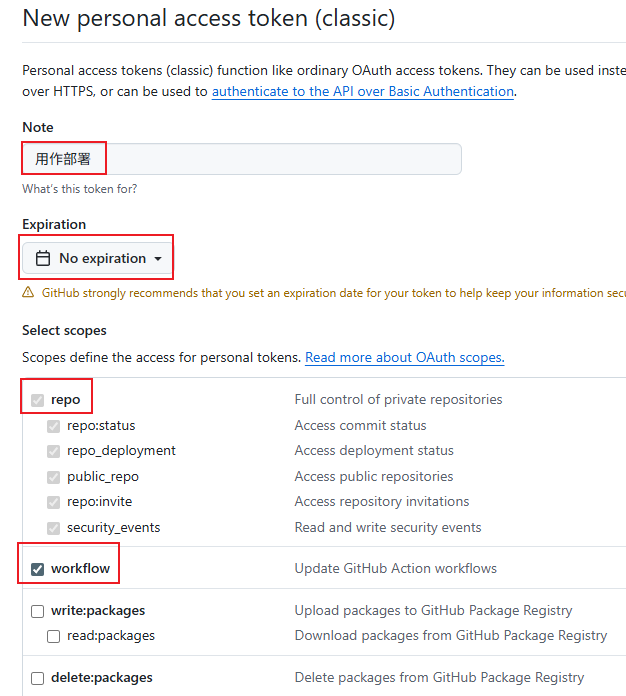 New personal access token (classic)
Personal access tokens (classic) function like ordinary OAuth access tokens. They can be used inste
over HTTPS, or can be used to authenticate to the API over Basic Authentication.
Note
用作部署
What's this token for?
Expiration
No expiration
GitHub strongly recommends that you set an expiration date for your token to help keep your information secu
Select scopes
Scopes define the access for personal tokens. Read more about OAuth scopes.
repo Full control of private repositories
repo:status Access commit status
repo_deployment Access deployment status
public_repo Access public repositories
repo:invite Access repository invitations
security_events Read and write security events
workflow Update GitHub Action workflows
write:packages Upload packages to GitHub Package Registry
read:packages Download packages from GitHub Package Registry
delete:packages Delete packages from GitHub Package Registry